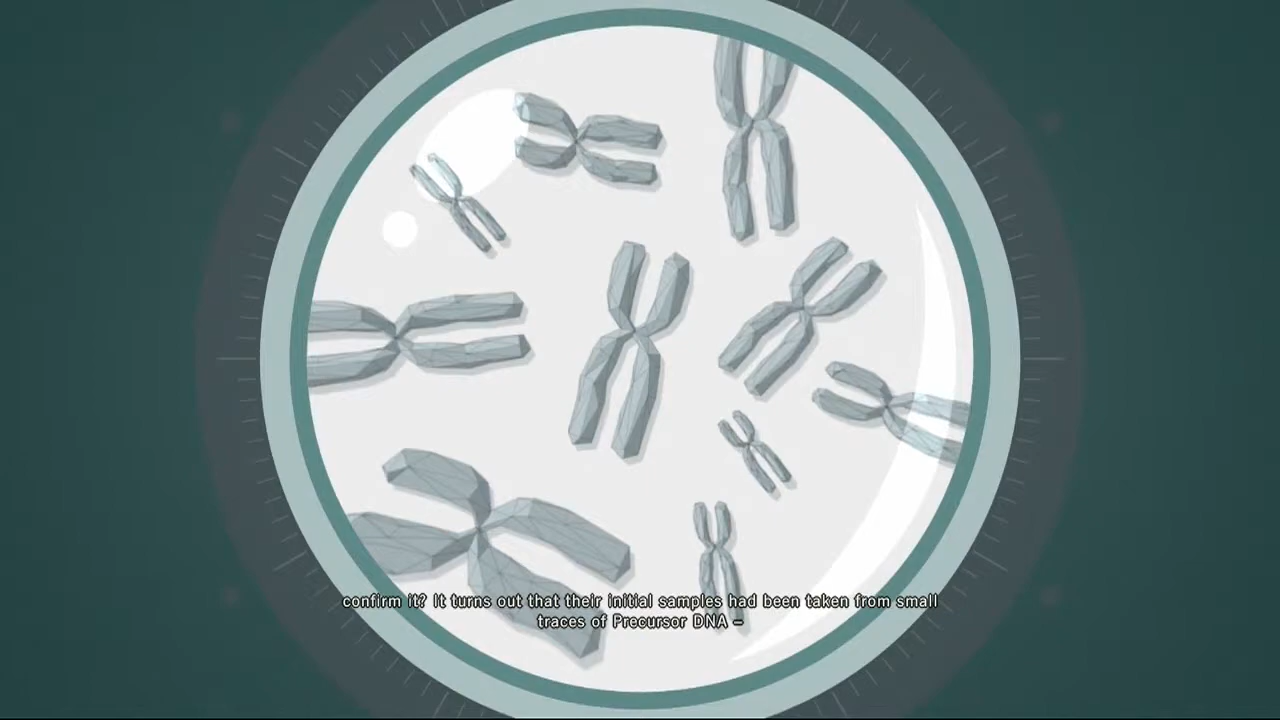 confirm it? It turns out that their initial samples had been taken from small
traces of Precursor DNA –